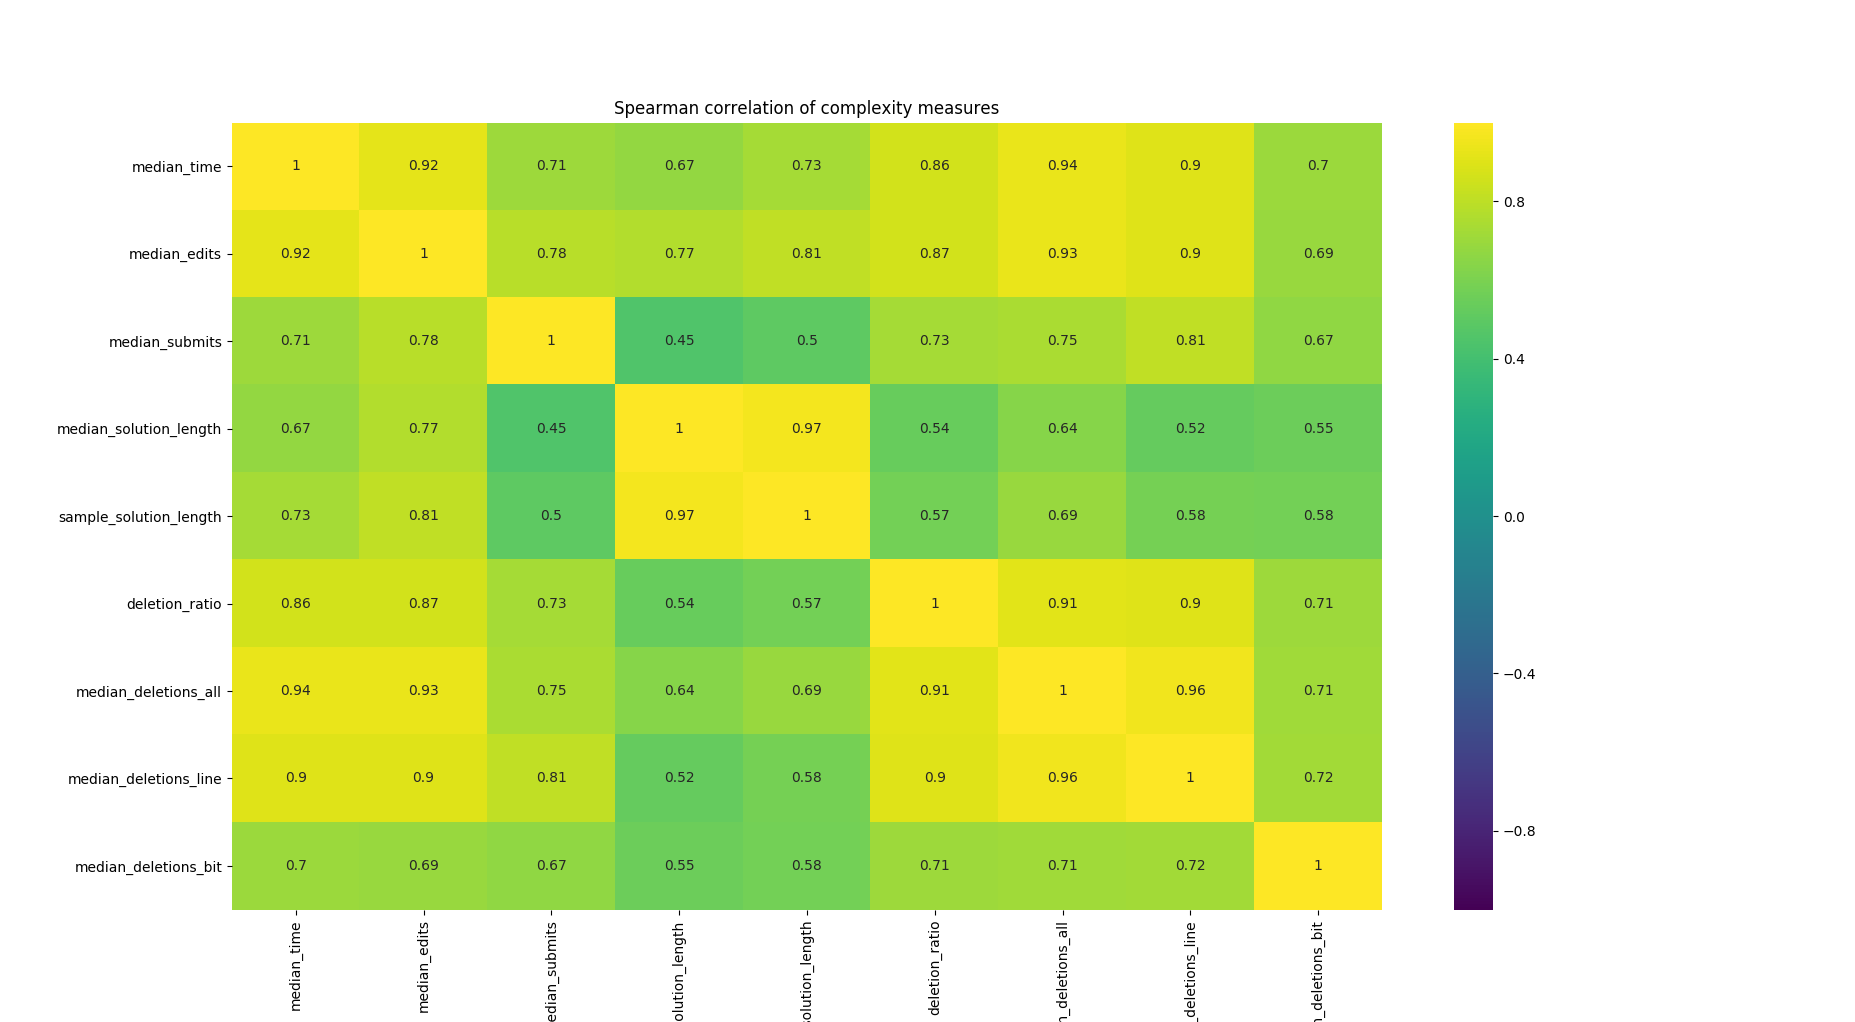 Spearman correlation of complexity measures
median_time 1 0.92 0.71 0.67 0.73 0.86 0.94 0.9 0.7
0.8
median_edits 0.92 1 0.78 0.77 0.81 0.87 0.93 0.9 0.69
median_submits 0.71 0.78 1 0.45 0.5 0.73 0.75 0.81 0.67
0.4
median_solution_length 0.67 0.77 0.45 1 0.97 0.54 0.64 0.52 0.55
sample_solution_length 0.73 0.81 0.5 0.97 1 0.57 0.69 0.58 0.58
0.0
deletion_ratio 0.86 0.87 0.73 0.54 0.57 1 0.91 0.9 0.71
−0.4
median_deletions_all 0.94 0.93 0.75 0.64 0.69 0.91 1 0.96 0.71
median_deletions_line 0.9 0.9 0.81 0.52 0.58 0.9 0.96 1 0.72
−0.8
median_deletions_bit 0.7 0.69 0.67 0.55 0.58 0.71 0.71 0.72 1
median_time
median_edits
edian_submits
olution_length
solution_length
deletion_ratio
n_deletions_all
_deletions_line
n_deletions_bit